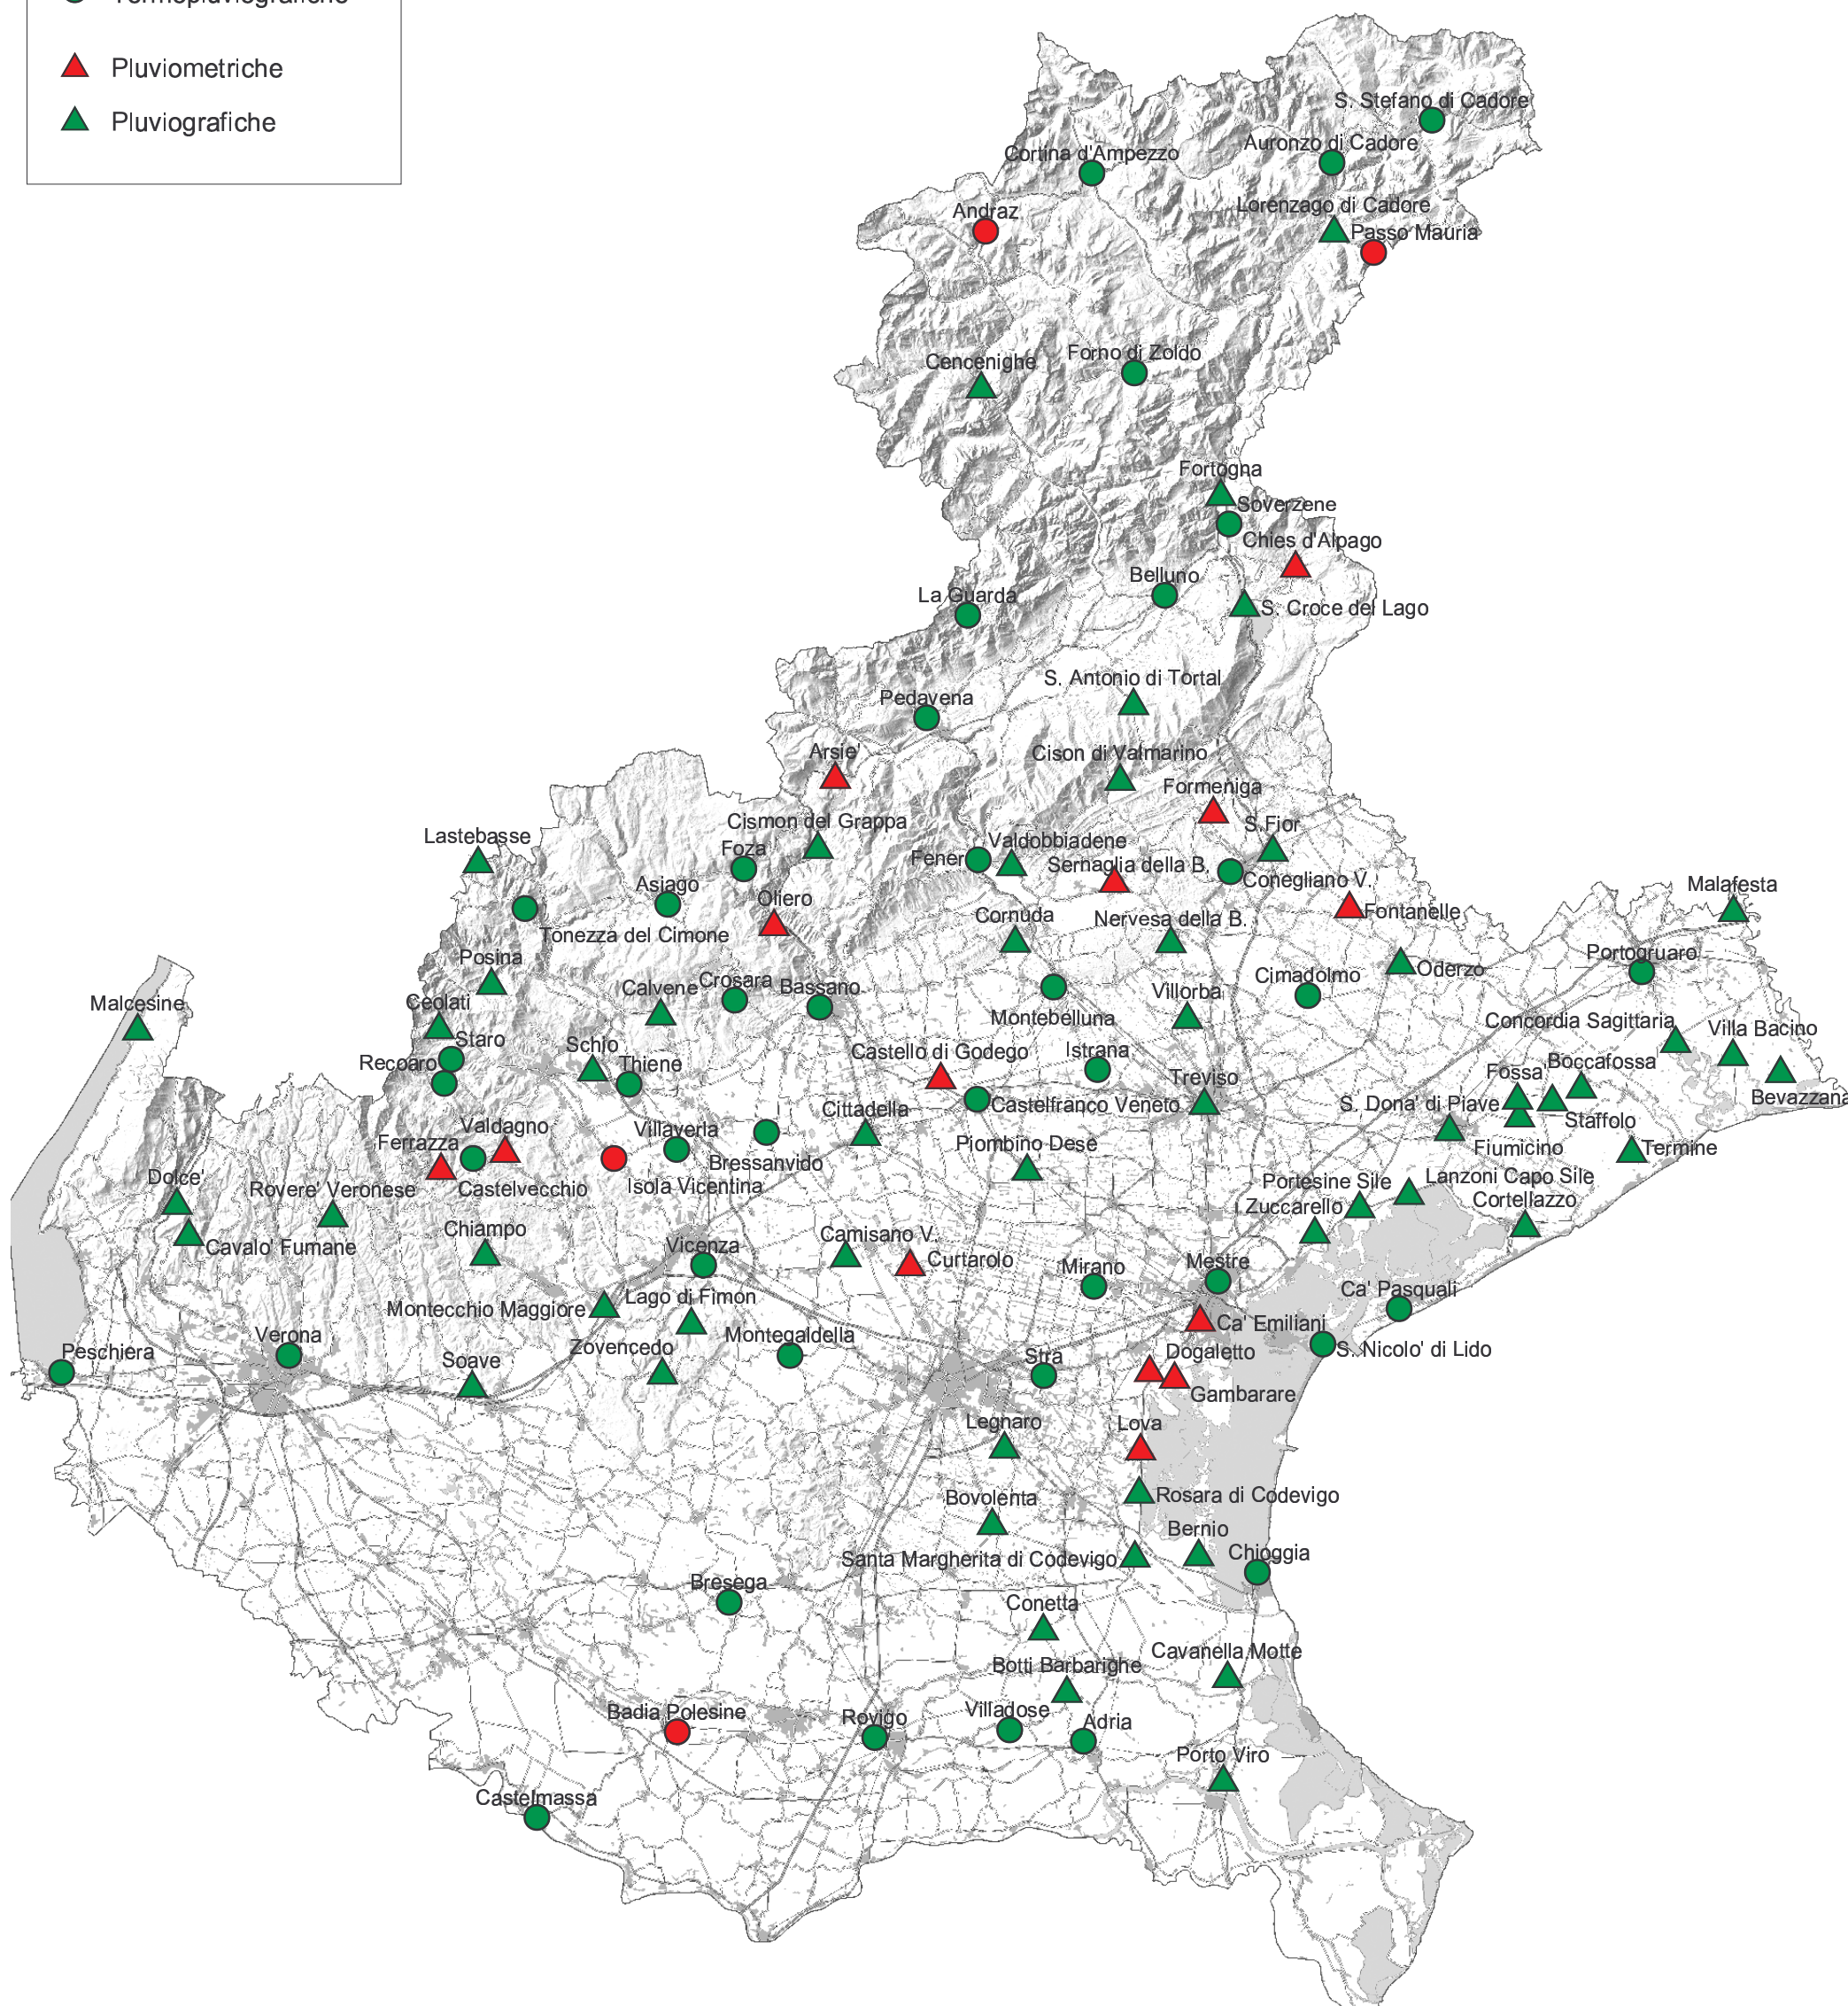 Termopluviografiche
Pluviometriche
Pluviografiche
S. Stefano di Cadore
Auronzo di Cadore
Cortina d'Ampezzo
Lorenzago di Cadore
Andraz
Passo Mauria
Forno di Zoldo
Cencenighe
Fortogna
Soverzene
Chies d'Alpago
Belluno
La Guarda
S. Croce del Lago
S. Antonio di Tortal
Pedavena
Arsie'
Cison di Valmarino
Formeniga
Cismon del Grappa
S.Fior
Lastebasse
Valdobbiadene
Foza
Fener
Sernaglia della B.
Conegliano V.
Asiago
Malafesta
Oliero
Fontanelle
Cornuda
Nervesa della B.
Tonezza del Cimone
Portogruaro
Posina
Oderzo
Cimadolmo
Crosara
Calvene
Bassano
Villorba
Malcesine
Ceolati
Montebelluna
Concordia Sagittaria
Villa Bacino
Staro
Schio
Castello di Godego
Istrana
Recoaro
Thiene
Boccafossa
Fossa'
Treviso
Bevazzana
Castelfranco Veneto
S. Dona' di Piave
Cittadella
Staffolo
Valdagno
Villaverla
Ferrazza
Piombino Dese
Fiumicino
Termine
Bressanvido
Dolce'
Lanzoni Capo Sile
Portesine Sile
Rovere' Veronese
Castelvecchio
Isola Vicentina
Cortellazzo
Zuccarello
Chiampo
Camisano V.
Cavalo' Fumane
Vicenza
Curtarolo
Mestre
Mirano
Ca' Pasquali
Lago di Fimon
Montecchio Maggiore
Ca' Emiliani
Verona
Montegaldella
Zovencedo
S. Nicolo' di Lido
Peschiera
Dogaletto
Soave
Stra
Gambarare
Legnaro
Lova
Rosara di Codevigo
Bovolenta
Bernio
Chioggia
Santa Margherita di Codevigo
Bresega
Conetta
Cavanella Motte
Botti Barbarighe
Badia Polesine
Villadose
Rovigo
Adria
Porto Viro
Castelmassa